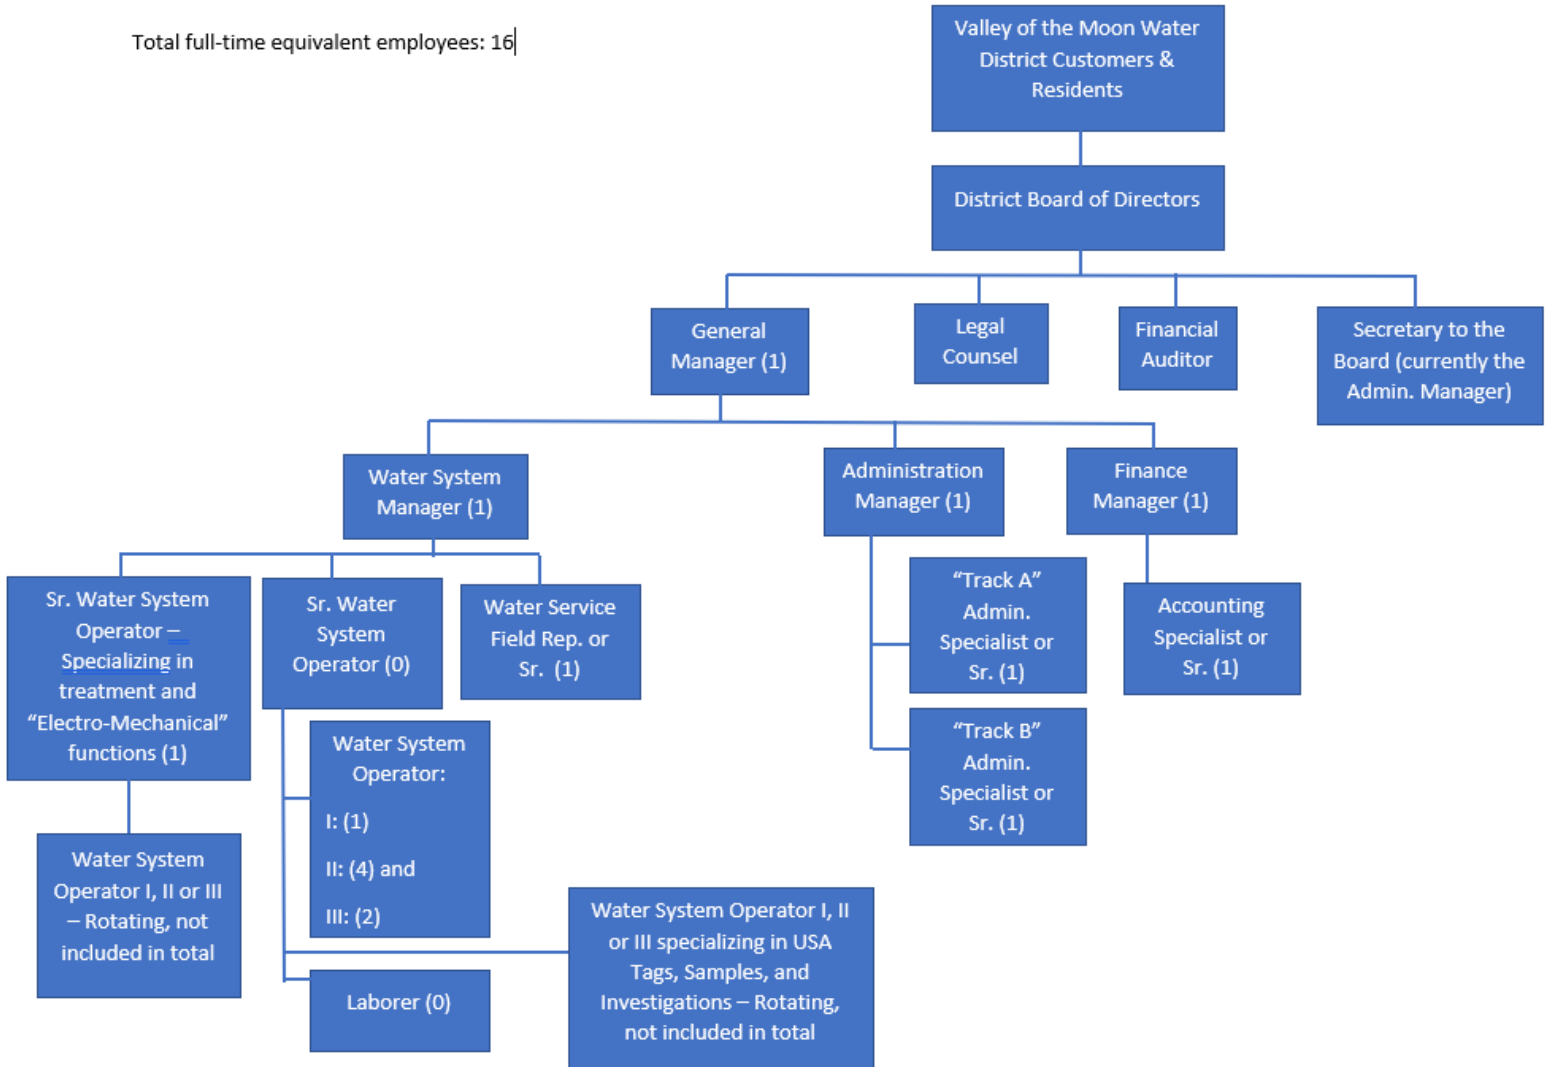 Total full-time equivalent employees: 16
Valley of the Moon Water
District Customers &
Residents
District Board of Directors
General
Manager (1)
Legal
Counsel
Financial
Auditor
Secretary to the
Board (currently the
Admin. Manager)
Water System
Manager (1)
Administration
Manager (1)
Finance
Manager (1)
Sr. Water System
Operator –
Specializing in
treatment and
“Electro-Mechanical”
functions (1)
Sr. Water
System
Operator (0)
Water Service
Field Rep. or
Sr. (1)
“Track A”
Admin.
Specialist or
Sr. (1)
Accounting
Specialist or
Sr. (1)
“Track B”
Admin.
Specialist or
Sr. (1)
Water System
Operator:
I: (1)
II: (4) and
III: (2)
Water System
Operator I, II or III
– Rotating, not
included in total
Water System Operator I, II
or III specializing in USA
Tags, Samples, and
Investigations – Rotating,
not included in total
Laborer (0)